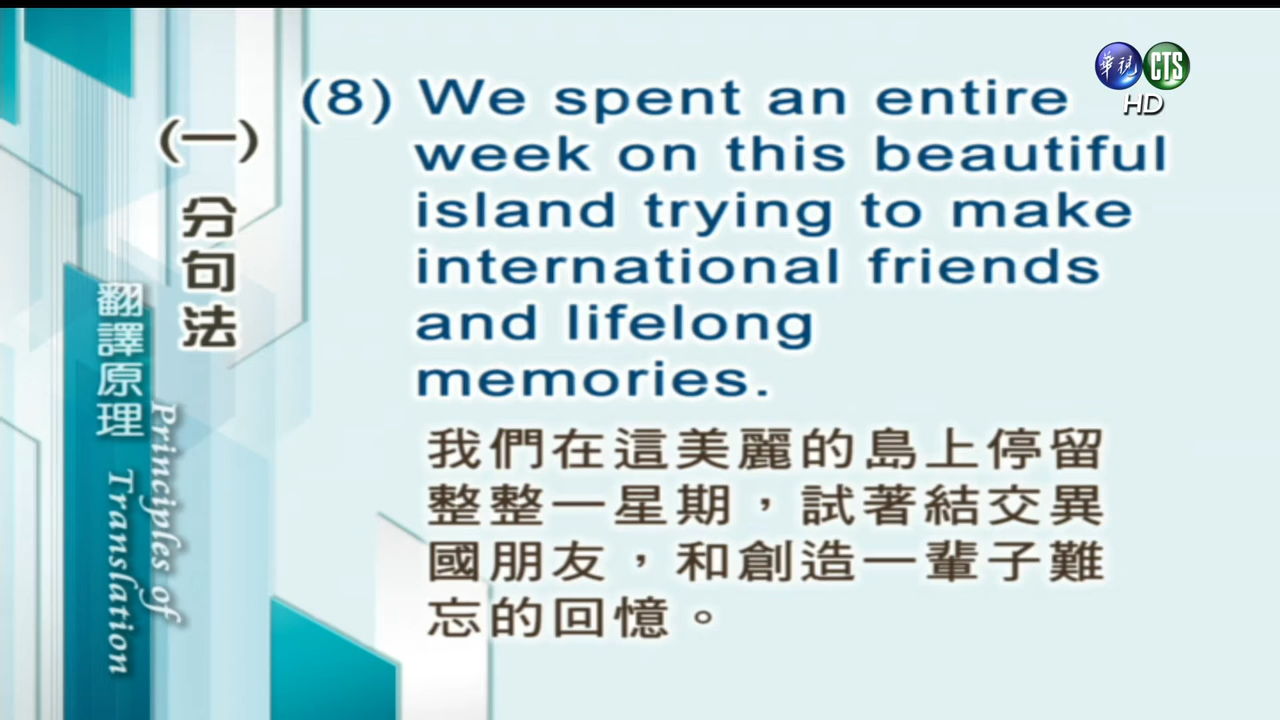 華視 CTS
HD
(一) 分句法
翻譯原理
Principles of
Translation
(8) We spent an entire
week on this beautiful
island trying to make
international friends
and lifelong
memories.
我們在這美麗的島上停留
整整一星期，試著結交異
國朋友，和創造一輩子難
忘的回憶。